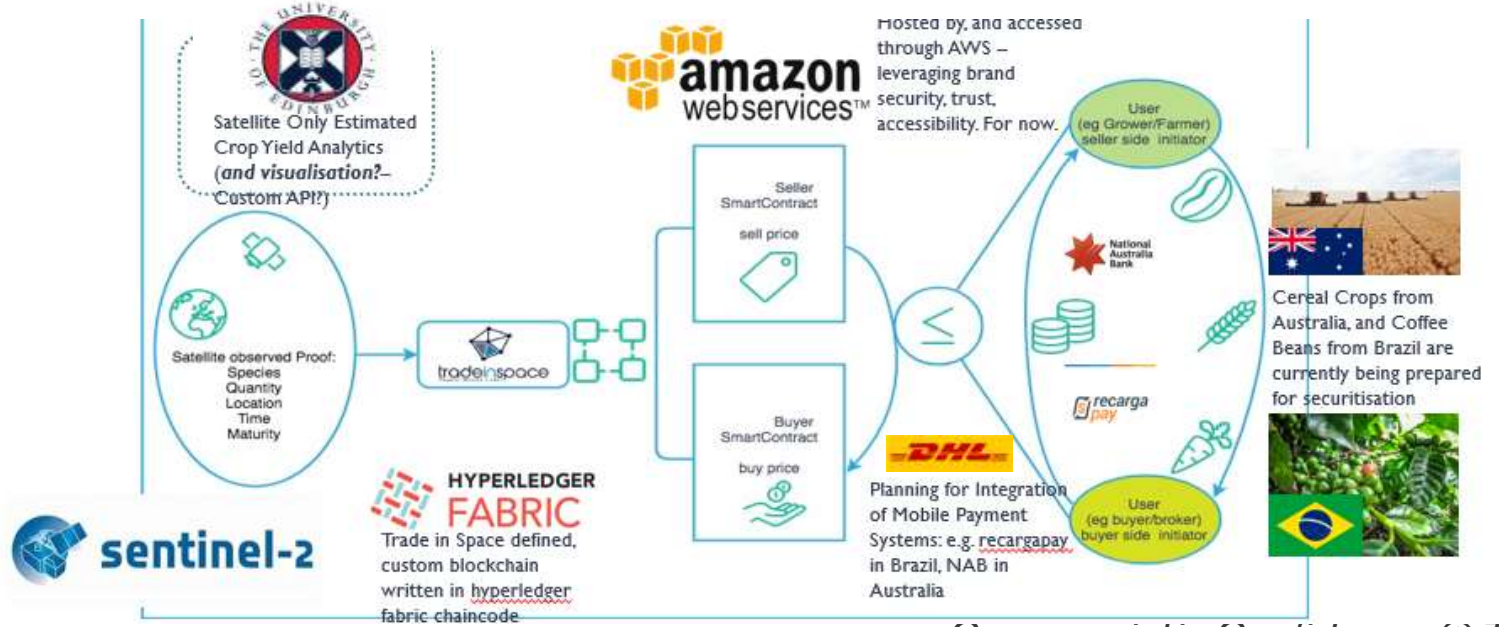 THE UNIVERSITY OF EDINBURGH
Satellite Only Estimated
Crop Yield Analytics
(and visualisation?–
Custom API?)
amazon
webservices™
Hosted by, and accessed
through AWS –
leveraging brand
security, trust,
accessibility. For now.
User
(eg Grower/Farmer)
seller side initiator
Seller
SmartContract
sell price
National
Australia
Bank
Satellite observed Proof:
Species
Quantity
Location
Time
Maturity
tradeinspace
≤
Cereal Crops from
Australia, and Coffee
Beans from Brazil are
currently being prepared
for securitisation
recarga
pay
Buyer
SmartContract
buy price
DHL
Planning for Integration
of Mobile Payment
Systems: e.g. recargapay
in Brazil, NAB in
Australia
User
(eg buyer/broker)
buyer side initiator
sentinel-2
HYPERLEDGER
FABRIC
Trade in Space defined,
custom blockchain
written in hyperledger
fabric chaincode